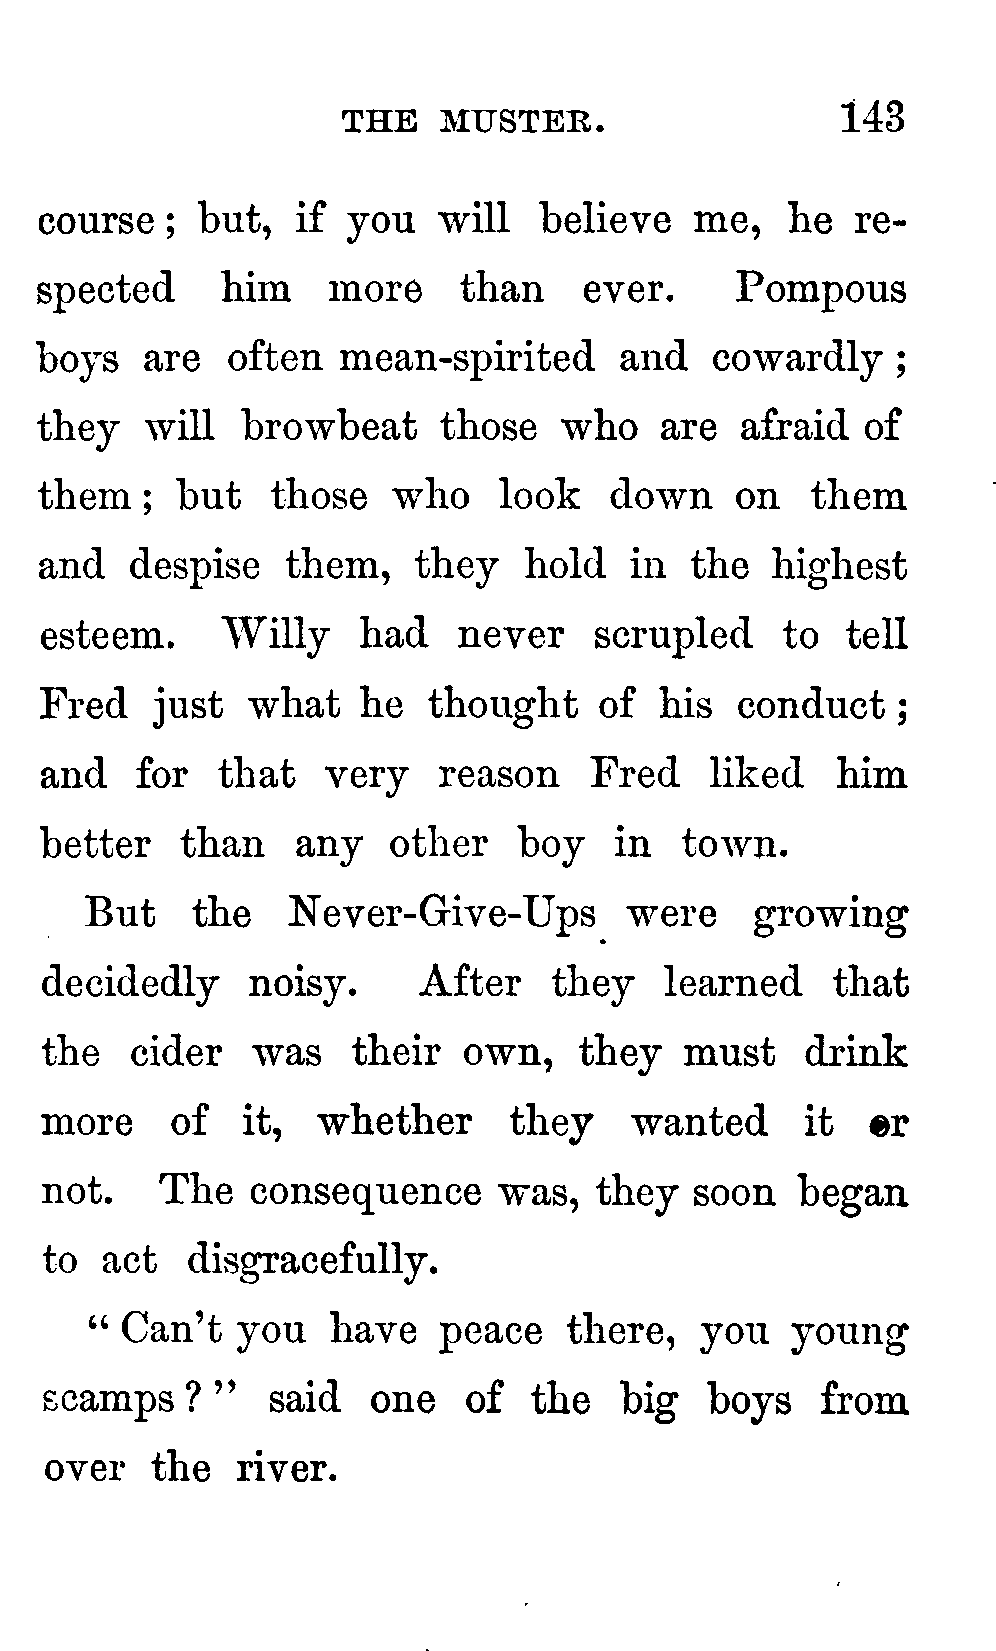 THE MUSTER. 143
course; but, if you will believe me, he re-
spected him more than ever. Pompous
boys are often mean-spirited and cowardly;
they will browbeat those who are afraid of
them; but those who look down on them
and despise them, they hold in the highest
esteem. Willy had never scrupled to tell
Fred just what he thought of his conduct;
and for that very reason Fred liked him
better than any other boy in town.
But the Never-Give-Ups were growing
decidedly noisy. After they learned that
the cider was their own, they must drink
more of it, whether they wanted it or
not. The consequence was, they soon began
to act disgracefully.
“Can’t you have peace there, you young
scamps?” said one of the big boys from
over the river.